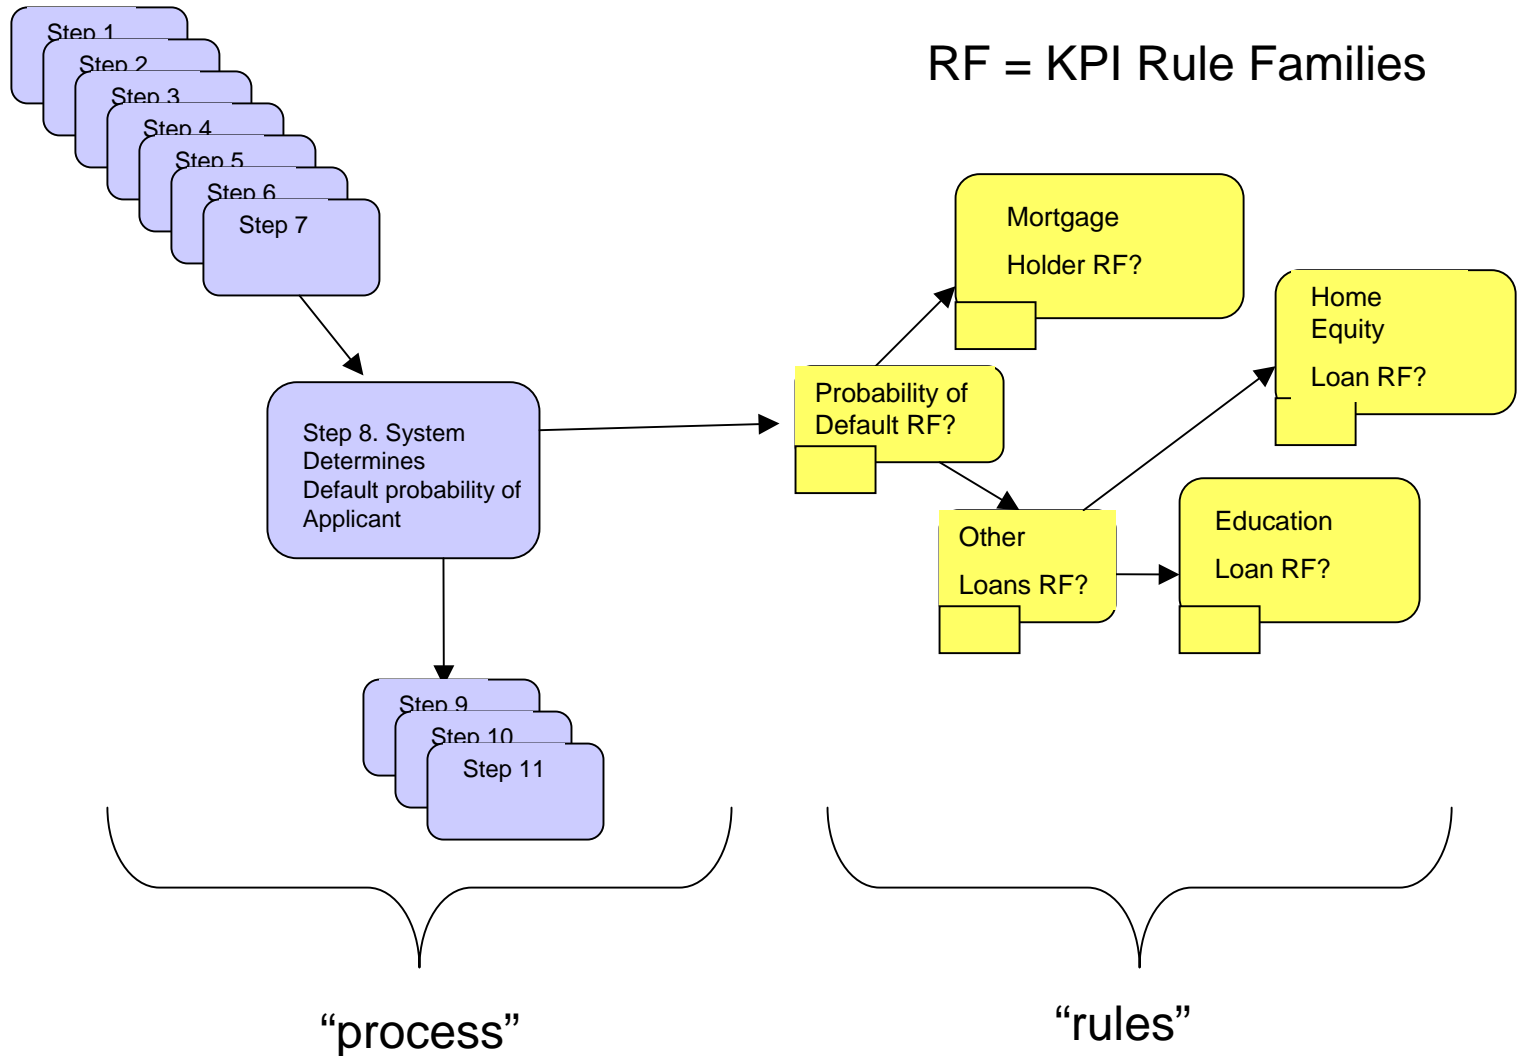 Step 1
Step 2
Step 3
Step 4
Step 5
Step 6
Step 7
RF = KPI Rule Families
Mortgage
Holder RF?
Home
Equity
Loan RF?
Probability of
Default RF?
Step 8. System
Determines
Default probability of
Applicant
Other
Loans RF?
Education
Loan RF?
Step 9
Step 10
Step 11
“process”
“rules”